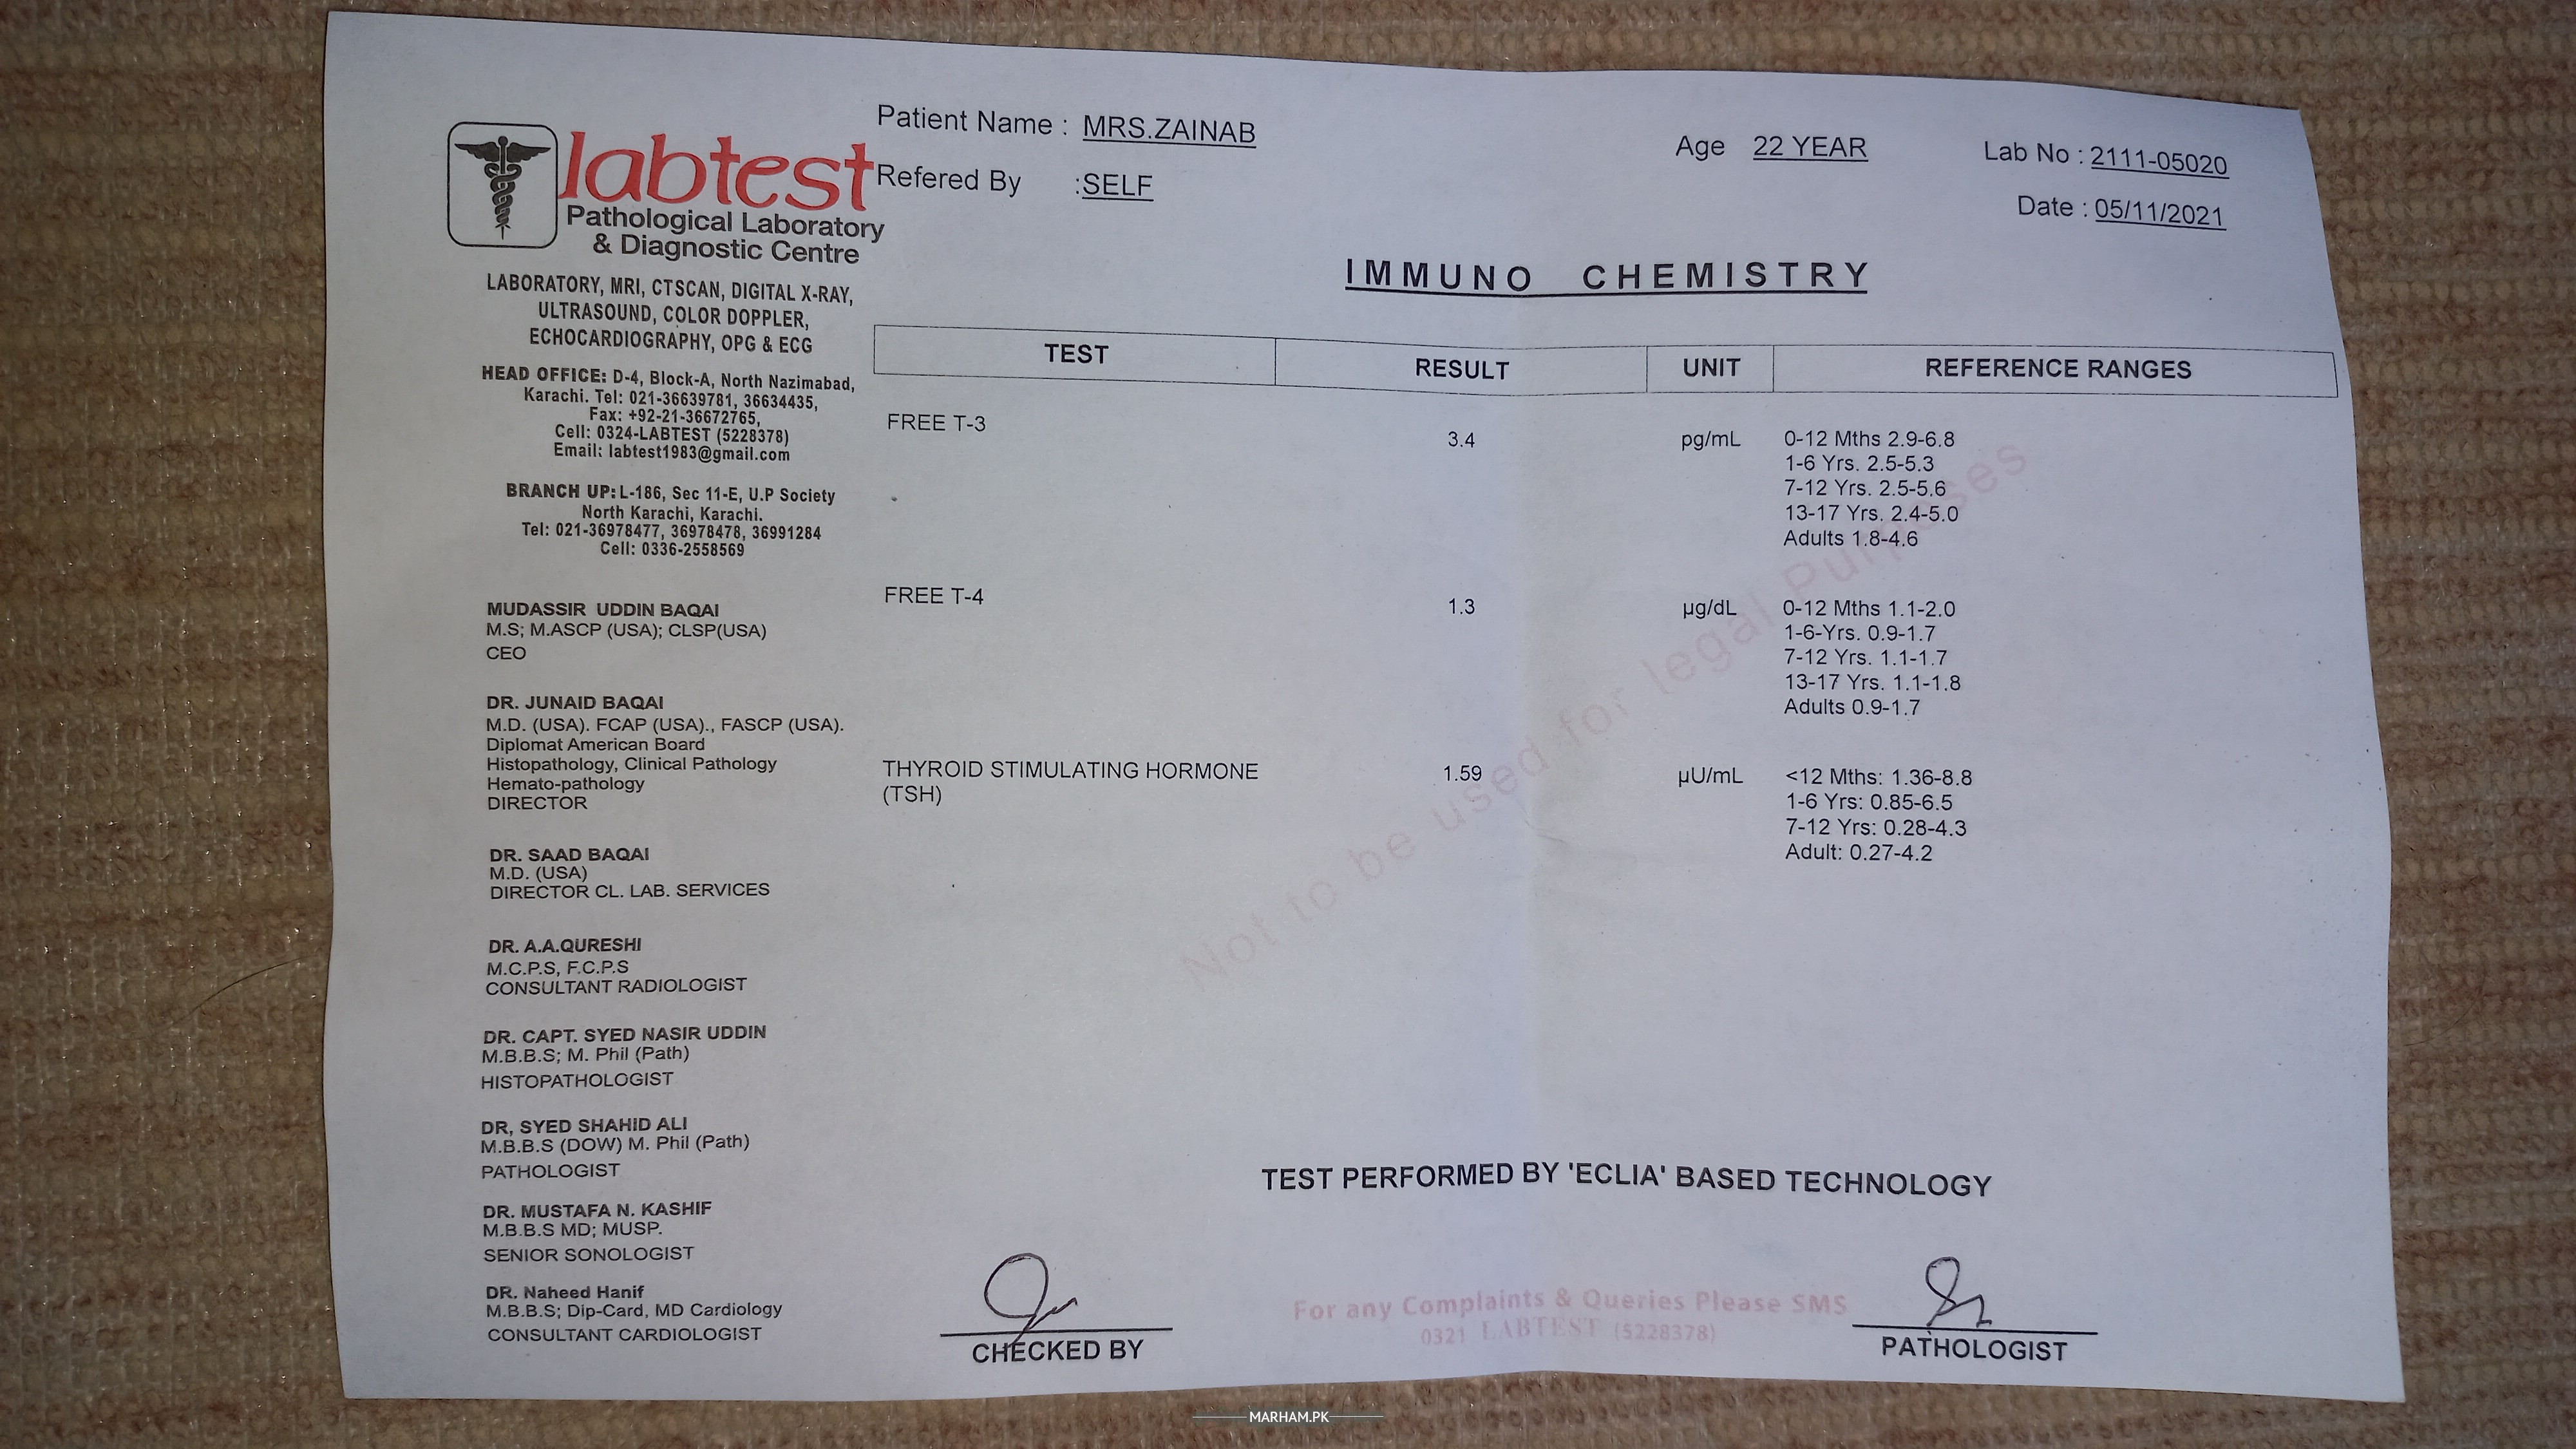 labtest
Pathological Laboratory
& Diagnostic Centre
LABORATORY, MRI, CTSCAN, DIGITAL X-RAY,
ULTRASOUND, COLOR DOPPLER,
ECHOCARDIOGRAPHY, OPG & ECG
HEAD OFFICE: D-4, Block-A, North Nazimabad,
Karachi. Tel: 021-36639781, 36634435,
Fax: +92-21-36672765,
Cell: 0324-LABTEST (5228378)
Email: labtest1983@gmail.com
BRANCH UP: L-186, Sec 11-E, U.P Society
North Karachi, Karachi.
Tel: 021-36978477, 36978478, 36991284
Cell: 0336-2558569
MUDASSIR UDDIN BAQAI
M.S; M.ASCP (USA); CLSP(USA)
CEO
DR. JUNAID BAQAI
M.D. (USA). FCAP (USA)., FASCP (USA).
Diplomat American Board
Histopathology, Clinical Pathology
Hemato-pathology
DIRECTOR
DR. SAAD BAQAI
M.D. (USA)
DIRECTOR CL. LAB. SERVICES
DR. A.A.QURESHI
M.C.P.S, F.C.P.S
CONSULTANT RADIOLOGIST
DR. CAPT. SYED NASIR UDDIN
M.B.B.S; M. Phil (Path)
HISTOPATHOLOGIST
DR, SYED SHAHID ALI
M.B.B.S (DOW) M. Phil (Path)
PATHOLOGIST
DR. MUSTAFA N. KASHIF
M.B.B.S MD; MUSP.
SENIOR SONOLOGIST
DR. Naheed Hanif
M.B.B.S; Dip-Card, MD Cardiology
CONSULTANT CARDIOLOGIST
Patient Name : MRS.ZAINAB
Age 22 YEAR
Lab No : 2111-05020
Refered By :SELF
Date : 05/11/2021
IMMUNO CHEMISTRY
TEST RESULT UNIT REFERENCE RANGES
FREE T-3 3.4 pg/mL 0-12 Mths 2.9-6.8
1-6 Yrs. 2.5-5.3
7-12 Yrs. 2.5-5.6
13-17 Yrs. 2.4-5.0
Adults 1.8-4.6
FREE T-4 1.3 µg/dL 0-12 Mths 1.1-2.0
1-6-Yrs. 0.9-1.7
7-12 Yrs. 1.1-1.7
13-17 Yrs. 1.1-1.8
Adults 0.9-1.7
THYROID STIMULATING HORMONE 1.59 µU/mL <12 Mths: 1.36-8.8
(TSH)
1-6 Yrs: 0.85-6.5
7-12 Yrs: 0.28-4.3
Adult: 0.27-4.2
Not to be used for legal Purposes
TEST PERFORMED BY 'ECLIA' BASED TECHNOLOGY
For any Complaints & Queries Please SMS
0321 LABTEST (5228378)
CHECKED BY
PATHOLOGIST
MARHAM.PK